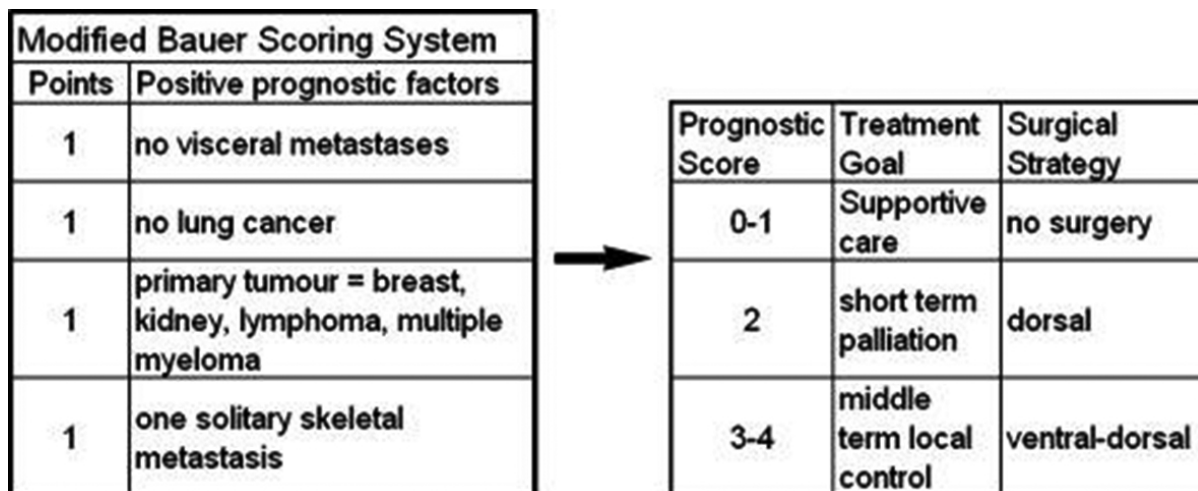 Modified Bauer Scoring System
Points Positive prognostic factors
1 no visceral metastases
1 no lung cancer
1 primary tumour = breast,
kidney, lymphoma, multiple
myeloma
1 one solitary skeletal
metastasis
Prognostic Treatment Surgical
Score Goal Strategy
0-1 Supportive
care no surgery
2 short term
palliation dorsal
3-4 middle
term local
control ventral-dorsal